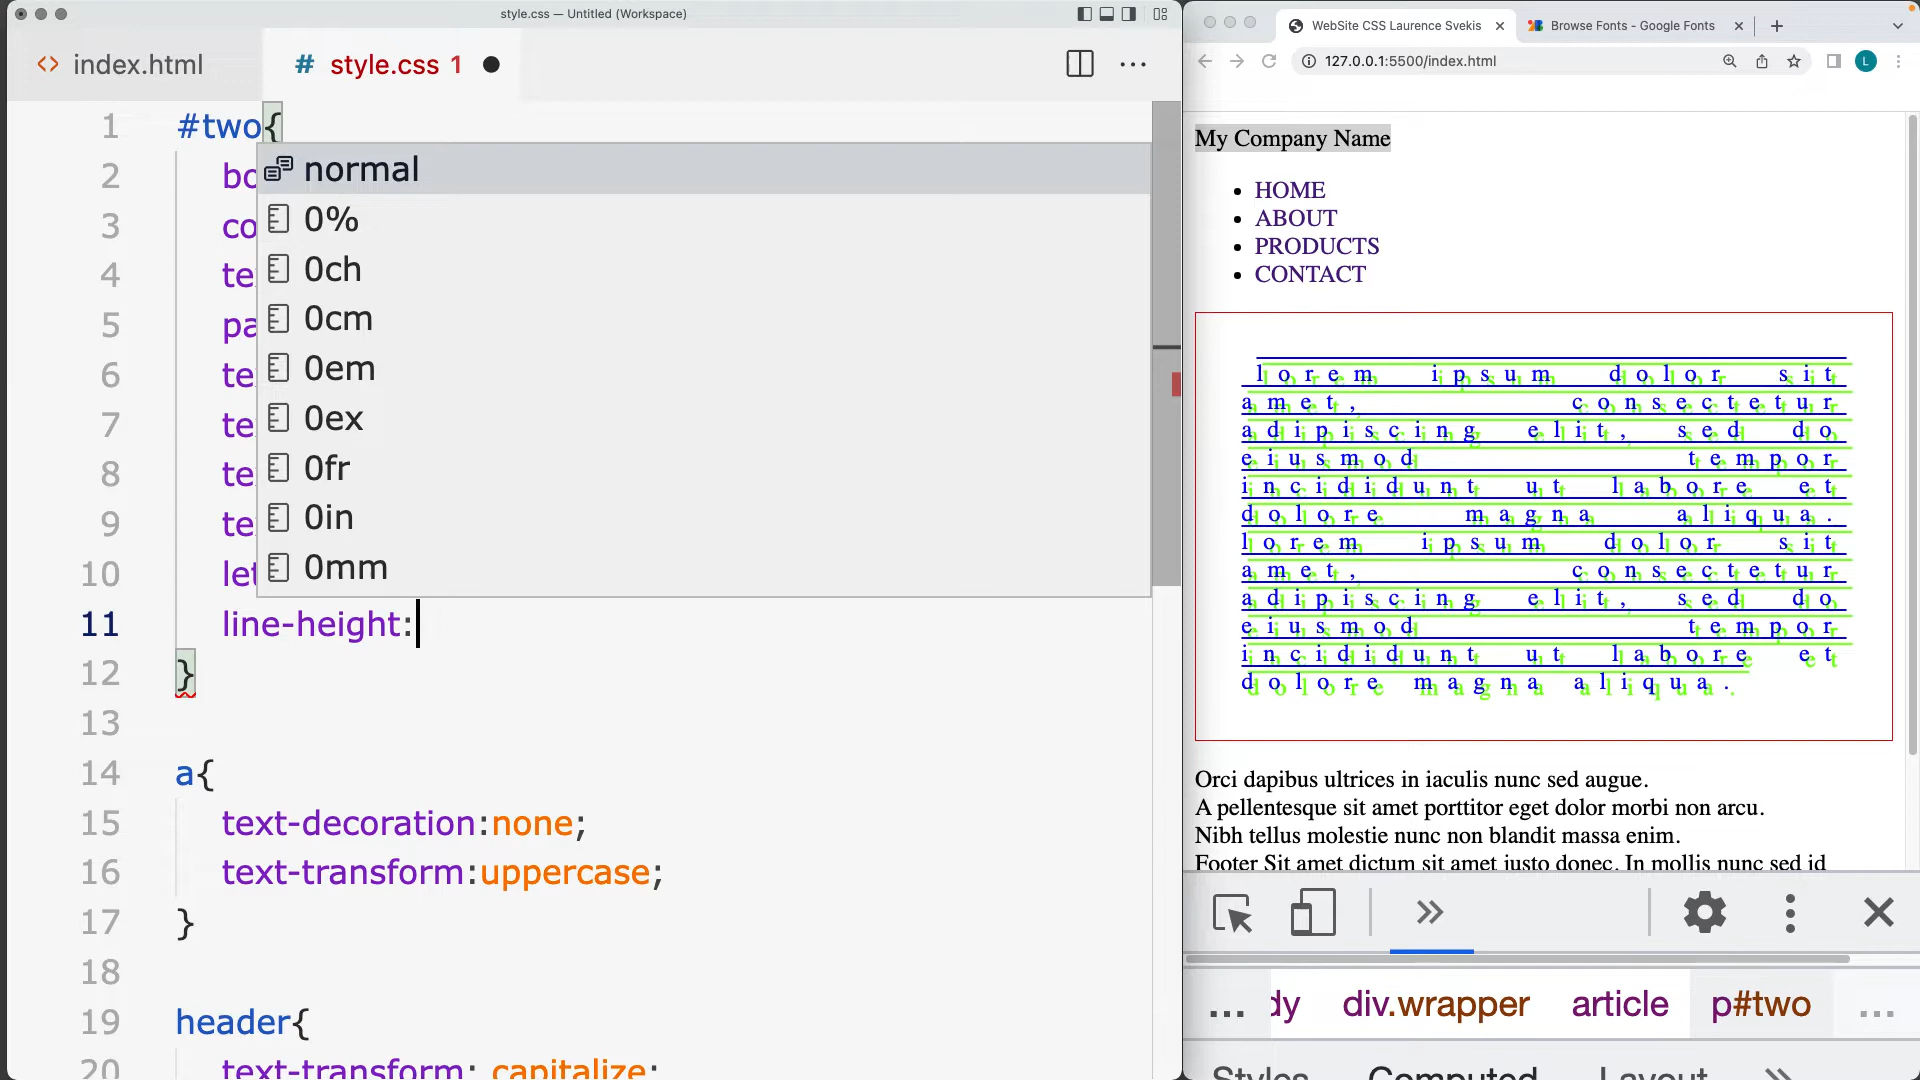 style.css — Untitled (Workspace)
index.html
# style.css 1
1 #two{
2 bo
3 co
4 te
5 pa
6 te
7 te
8 te
9 te
10 let
11 line-height:
12 }
13
14 a{
15 text-decoration:none;
16 text-transform:uppercase;
17 }
18
19 header{
20 text-transform: capitalize;
normal
0%
0ch
0cm
0em
0ex
0fr
0in
0mm
WebSite CSS Laurence Svekis
Browse Fonts - Google Fonts
127.0.0.1:5500/index.html
L
My Company Name
HOME
ABOUT
PRODUCTS
CONTACT
lorem ipsum dolor sit
amet, consectetur
adipiscing elit, sed do
eiusmod tempor
incididunt ut labore et
dolore magna aliqua.
lorem ipsum dolor sit
amet, consectetur
adipiscing elit, sed do
eiusmod tempor
incididunt ut labore et
dolore magna aliqua.
Orci dapibus ultrices in iaculis nunc sed augue.
A pellentesque sit amet porttitor eget dolor morbi non arcu.
Nibh tellus molestie nunc non blandit massa enim.
Footer Sit amet dictum sit amet justo donec. In mollis nunc sed id
... dy div.wrapper article p#two ...
Styles Computed Layout